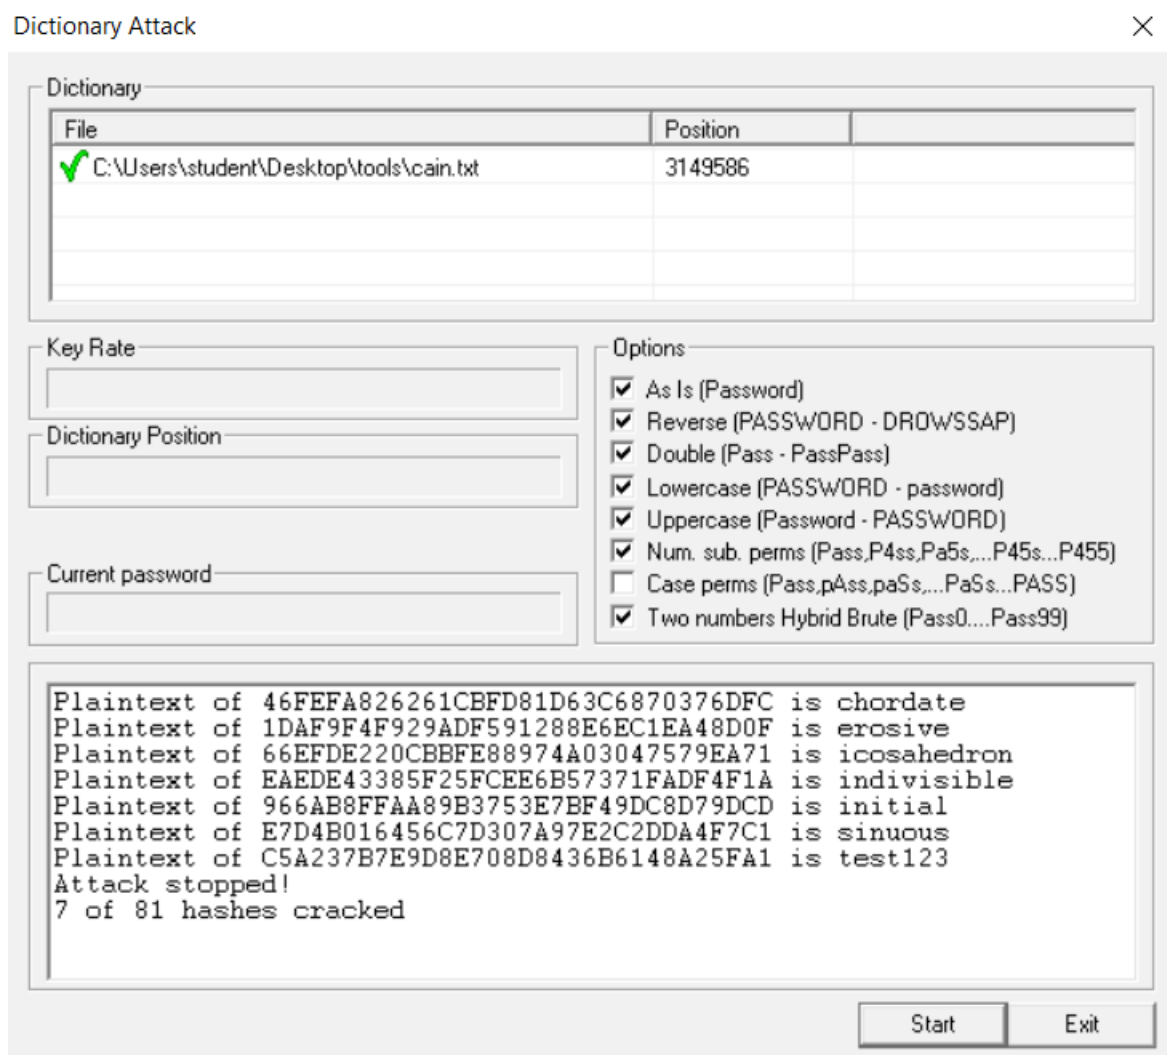 Dictionary Attack
Dictionary
File Position
C:\Users\student\Desktop\tools\cain.txt 3149586
Key Rate
Dictionary Position
Current password
Options
As Is (Password)
Reverse (PASSWORD - DROWSSAP)
Double (Pass - PassPass)
Lowercase (PASSWORD - password)
Uppercase (Password - PASSWORD)
Num. sub. perms (Pass,P4ss,Pa5s,...P45s...P455)
Case perms (Pass,pAss,paSs,...PaSs...PASS)
Two numbers Hybrid Brute (Pass0....Pass99)
Plaintext of 46FEFA826261CBFD81D63C6870376DFC is chordate
Plaintext of 1DAF9F4F929ADF591288E6EC1EA48D0F is erosive
Plaintext of 66EFDE220CBBFE88974A03047579EA71 is icosahedron
Plaintext of EAEDE43385F25FCEE6B57371FADF4F1A is indivisible
Plaintext of 966AB8FFAA89B3753E7BF49DC8D79DCD is initial
Plaintext of E7D4B016456C7D307A97E2C2DDA4F7C1 is sinuous
Plaintext of C5A237B7E9D8E708D8436B6148A25FA1 is test123
Attack stopped!
7 of 81 hashes cracked
Start Exit